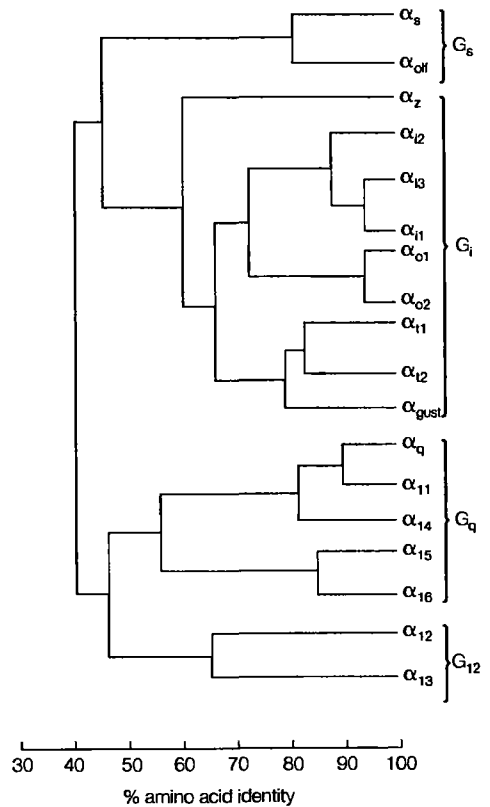 αs
Gs
αolf
αz
αi2
αi3
αi1
Gi
αo1
αo2
αt1
αt2
αgust
αq
α11
α14
Gq
α15
α16
α12
G12
α13
30 40 50 60 70 80 90 100
% amino acid identity